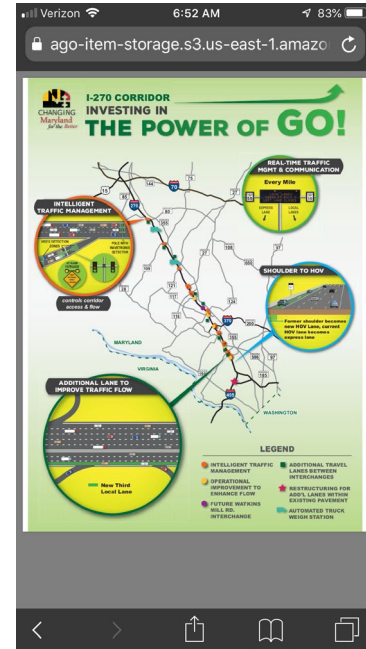 Verizon
6:52 AM
83%
ago-item-storage.s3.us-east-1.amazo
CHANGING
Maryland
for the Better
I-270 CORRIDOR
INVESTING IN
THE POWER OF GO!
REAL-TIME TRAFFIC
MGMT & COMMUNICATION
Every Mile
EXPRESS
LANE
LOCAL
LANES
INTELLIGENT
TRAFFIC MANAGEMENT
controls corridor
access & flow
SHOULDER TO HOV
Former shoulder becomes
new HOV Lane, current
HOV lane becomes
express lane
MARYLAND
VIRGINIA
WASHINGTON
ADDITIONAL LANE TO
IMPROVE TRAFFIC FLOW
New Third
Local Lane
LEGEND
INTELLIGENT TRAFFIC
MANAGEMENT
OPERATIONAL
IMPROVEMENT TO
ENHANCE FLOW
FUTURE WATKINS
MILL RD.
INTERCHANGE
ADDITIONAL TRAVEL
LANES BETWEEN
INTERCHANGES
RESTRUCTURING FOR
ADD'L LANES WITHIN
EXISTING PAVEMENT
AUTOMATED TRUCK
WEIGH STATION